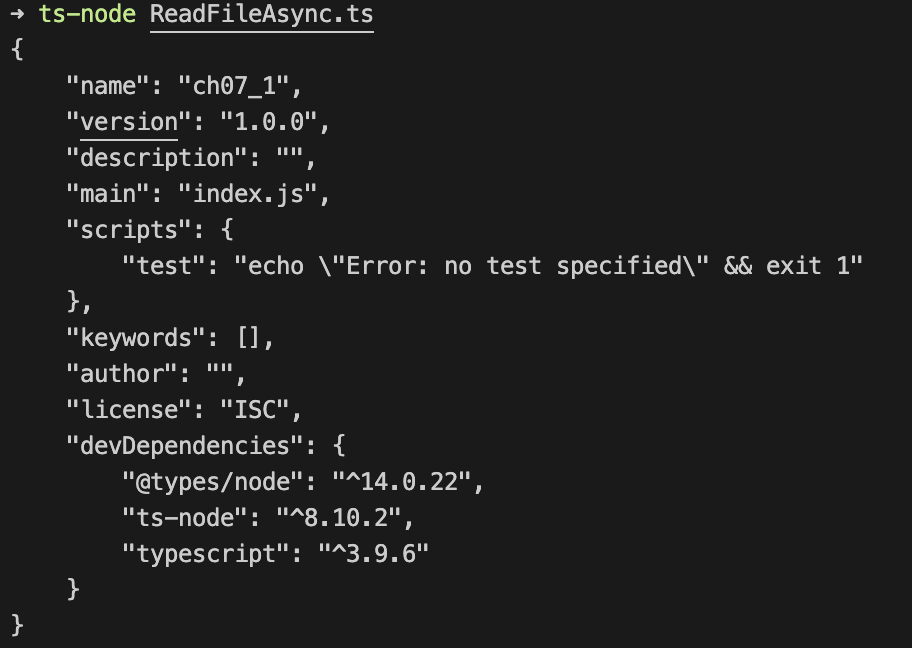 ➜ ts-node ReadFileAsync.ts
{
    "name": "ch07_1",
    "version": "1.0.0",
    "description": "",
    "main": "index.js",
    "scripts": {
        "test": "echo \"Error: no test specified\" && exit 1"
    },
    "keywords": [],
    "author": "",
    "license": "ISC",
    "devDependencies": {
        "@types/node": "^14.0.22",
        "ts-node": "^8.10.2",
        "typescript": "^3.9.6"
    }
}